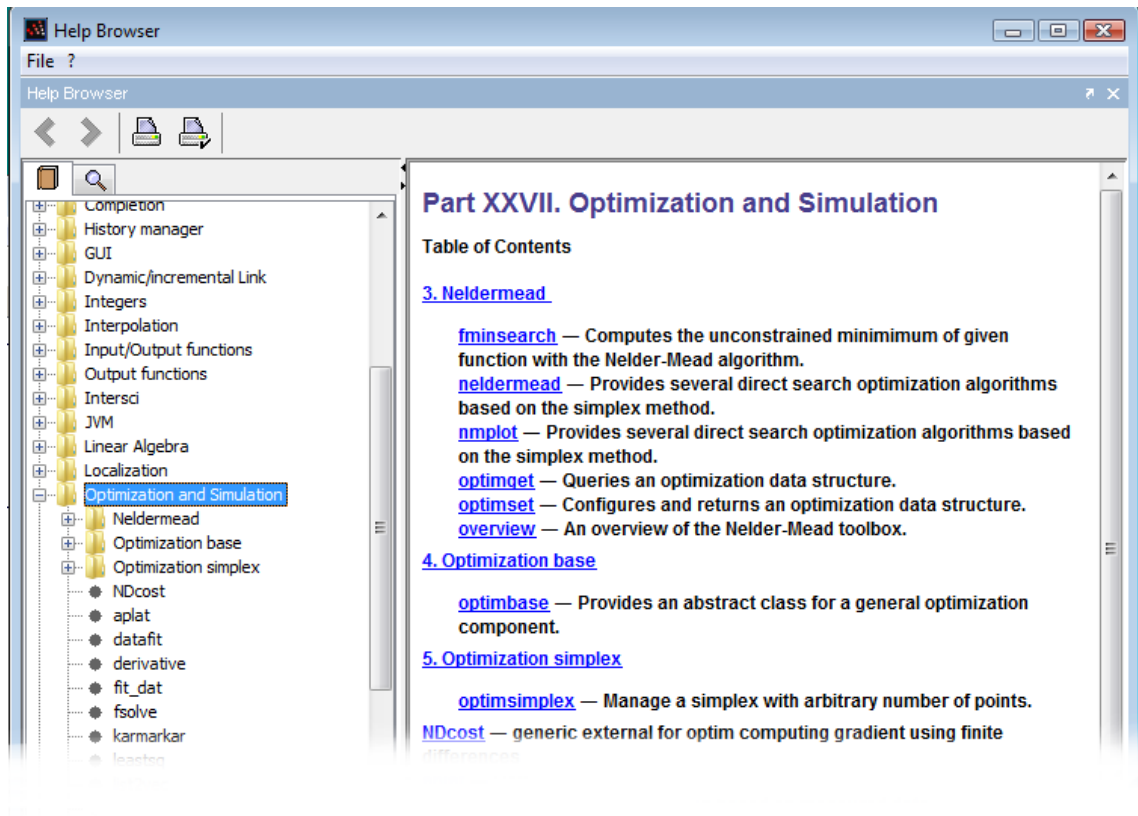 Help Browser
File ?
Help Browser
Completion
History manager
GUI
Dynamic/incremental Link
Integers
Interpolation
Input/Output functions
Output functions
Intersci
JVM
Linear Algebra
Localization
Optimization and Simulation
Neldermead
Optimization base
Optimization simplex
NDcost
aplat
datafit
derivative
fit_dat
fsolve
karmarkar
leastsq
Part XXVII. Optimization and Simulation
Table of Contents
3. Neldermead
fminsearch — Computes the unconstrained minimimum of given
function with the Nelder-Mead algorithm.
neldermead — Provides several direct search optimization algorithms
based on the simplex method.
nmplot — Provides several direct search optimization algorithms based
on the simplex method.
optimget — Queries an optimization data structure.
optimset — Configures and returns an optimization data structure.
overview — An overview of the Nelder-Mead toolbox.
4. Optimization base
optimbase — Provides an abstract class for a general optimization
component.
5. Optimization simplex
optimsimplex — Manage a simplex with arbitrary number of points.
NDcost — generic external for optim computing gradient using finite
differences